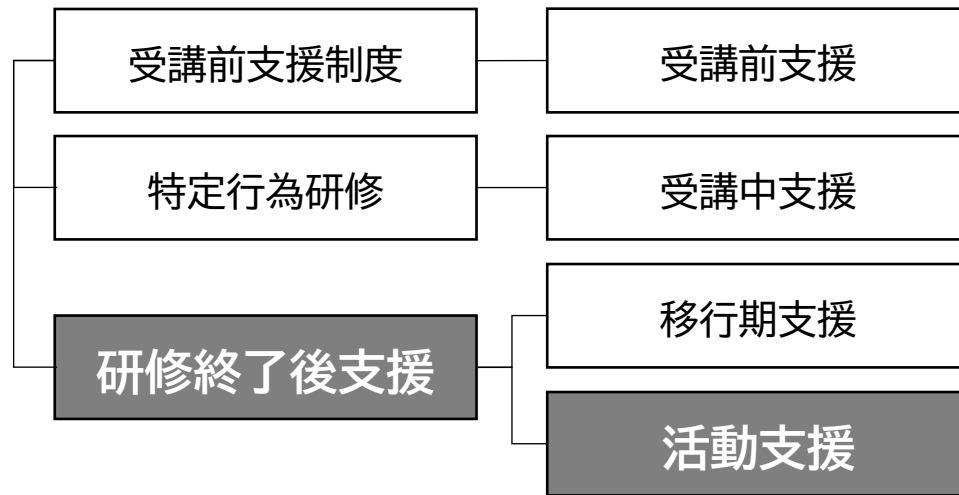 受講前支援制度
受講前支援
特定行為研修
受講中支援
移行期支援
研修終了後支援
活動支援